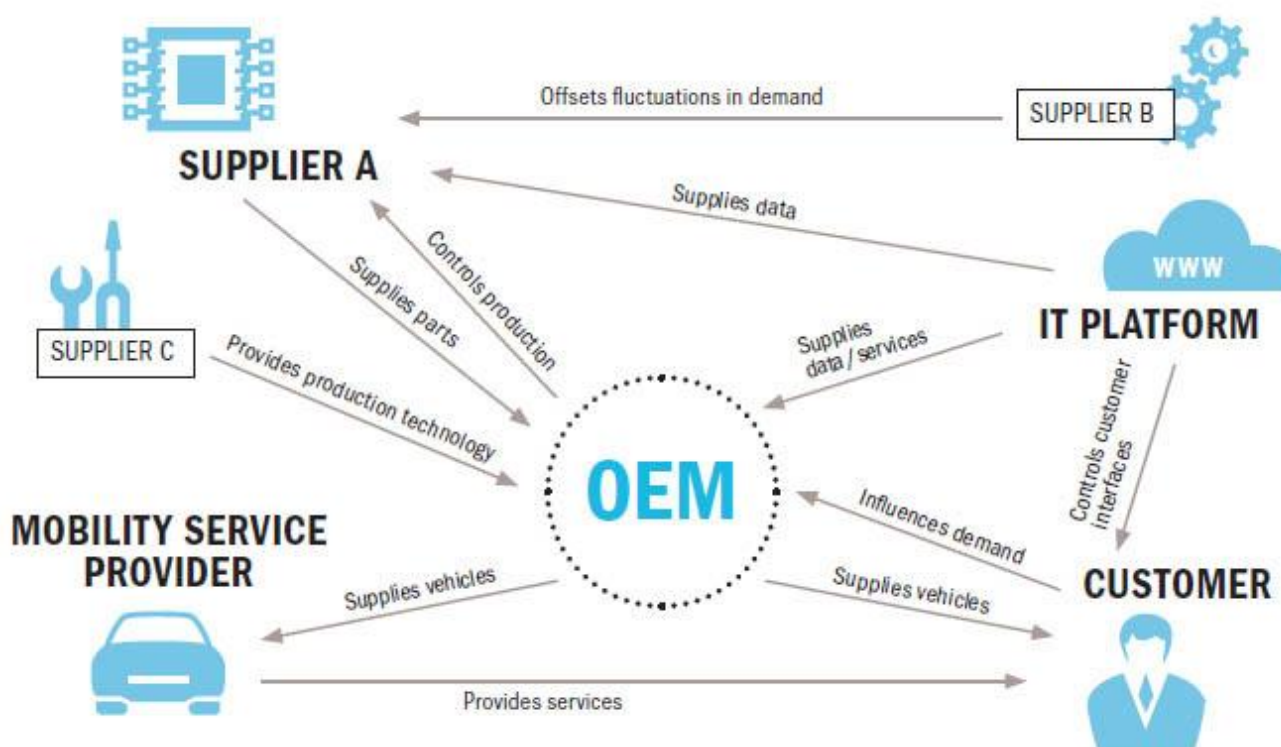 Offsets fluctuations in demand
SUPPLIER B
SUPPLIER A
Supplies data
WWW
IT PLATFORM
Controls production
Supplies parts
SUPPLIER C
Provides production technology
Supplies
data / services
Controls customer
interfaces
OEM
Influences demand
MOBILITY SERVICE
PROVIDER
Supplies vehicles
Supplies vehicles
CUSTOMER
Provides services